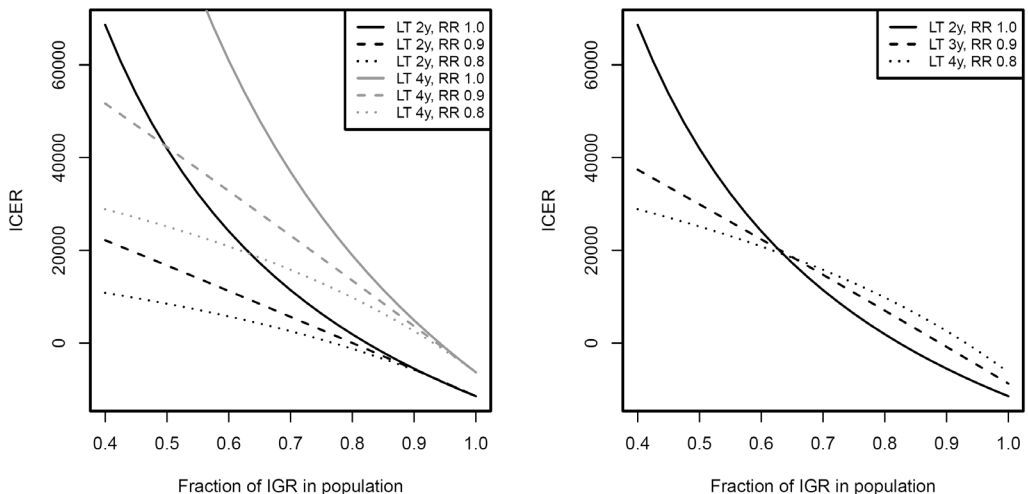 LT 2y, RR 1.0
LT 2y, RR 0.9
LT 2y, RR 0.8
LT 4y, RR 1.0
LT 4y, RR 0.9
LT 4y, RR 0.8
ICER
60000
40000
20000
0
0.4 0.5 0.6 0.7 0.8 0.9 1.0
Fraction of IGR in population
LT 2y, RR 1.0
LT 3y, RR 0.9
LT 4y, RR 0.8
ICER
60000
40000
20000
0
0.4 0.5 0.6 0.7 0.8 0.9 1.0
Fraction of IGR in population